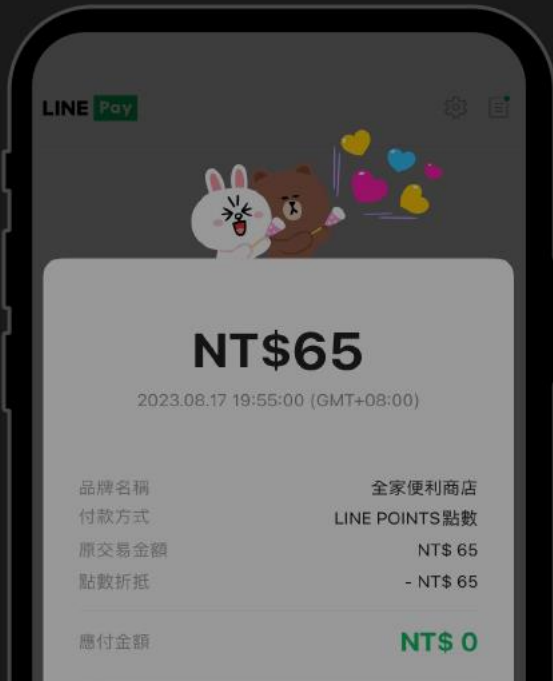 LINE Pay
NT$65
2023.08.17 19:55:00 (GMT+08:00)
品牌名稱 全家便利商店
付款方式 LINE POINTS點數
原交易金額 NT$ 65
點數折抵 - NT$ 65
應付金額 NT$ 0